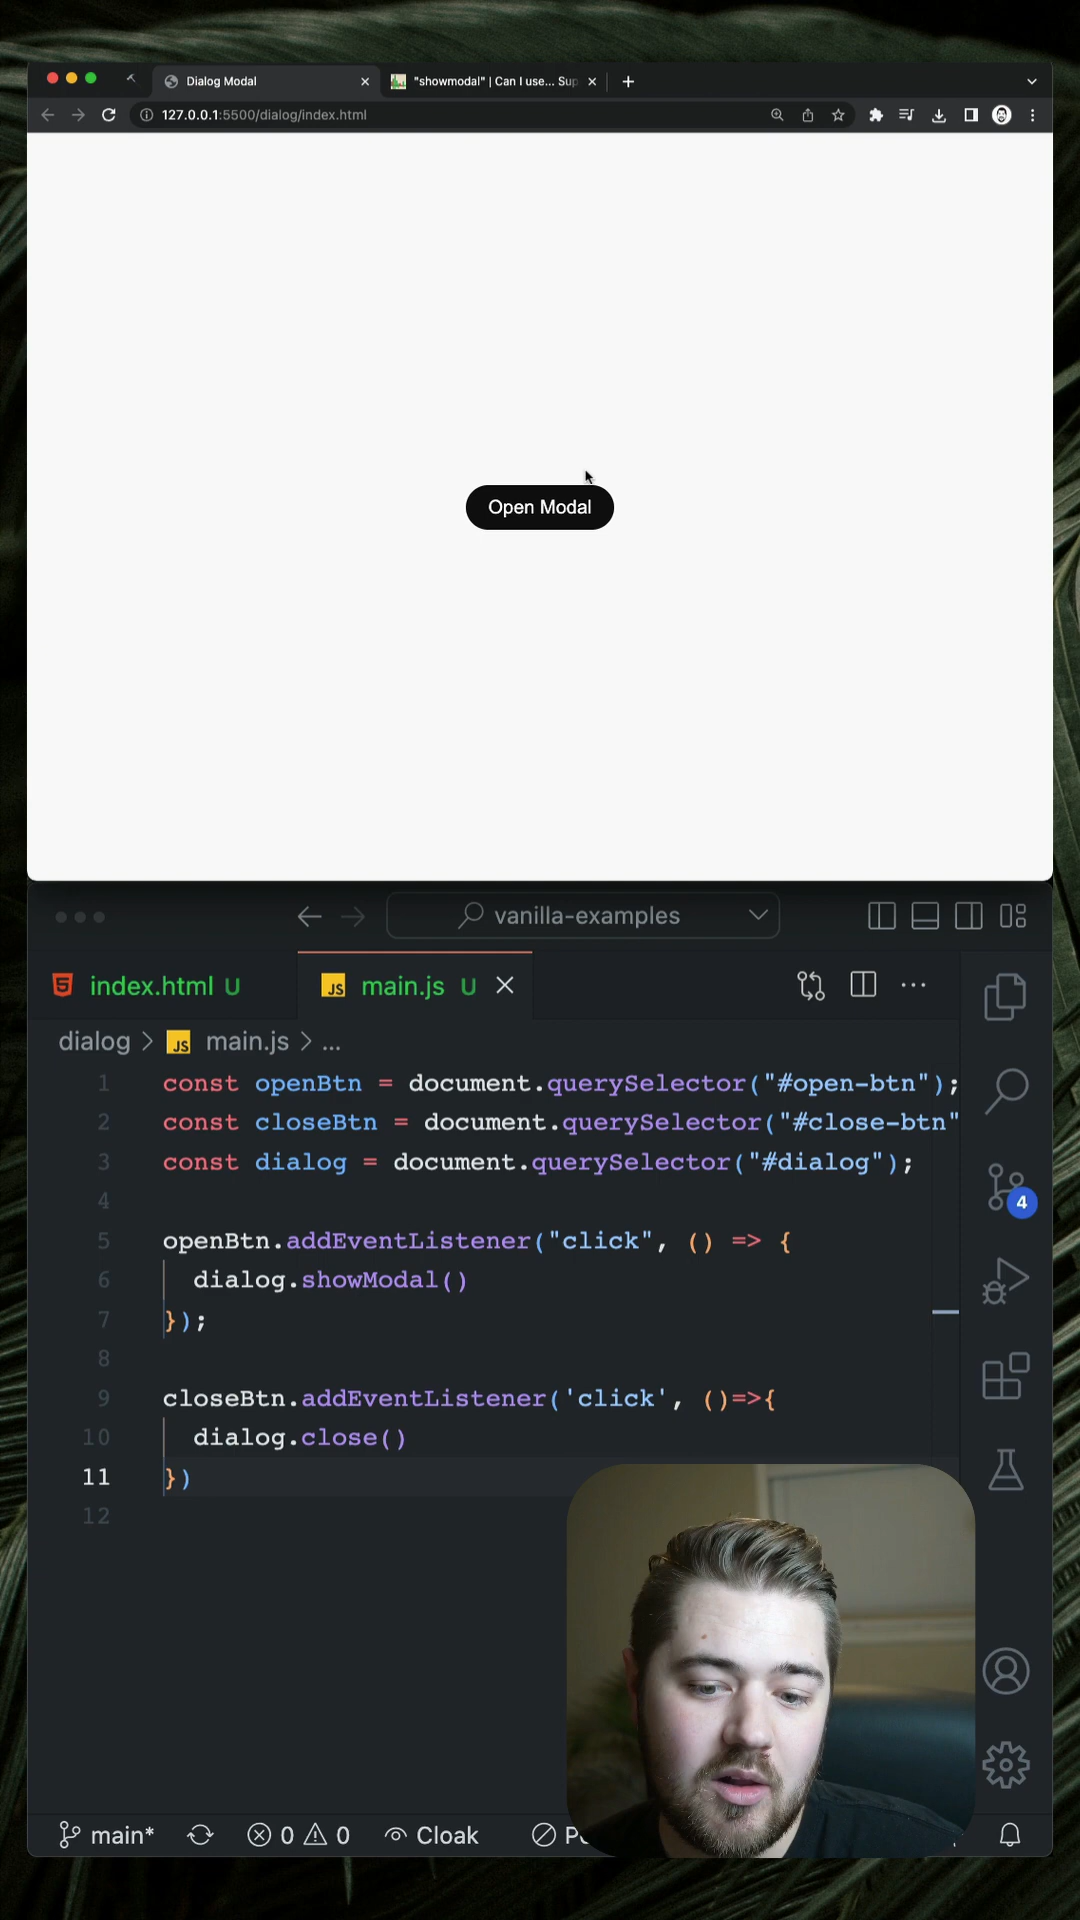 Dialog Modal
"showmodal" | Can I use... Sup
127.0.0.1:5500/dialog/index.html
Open Modal
vanilla-examples
index.html U
JS main.js U
dialog > JS main.js > ...
1 const openBtn = document.querySelector("#open-btn");
2 const closeBtn = document.querySelector("#close-btn"
3 const dialog = document.querySelector("#dialog");
4
5 openBtn.addEventListener("click", () => {
6 dialog.showModal()
7 });
8
9 closeBtn.addEventListener('click', ()=>{
10 dialog.close()
11 })
12
4
main* 0 0 Cloak